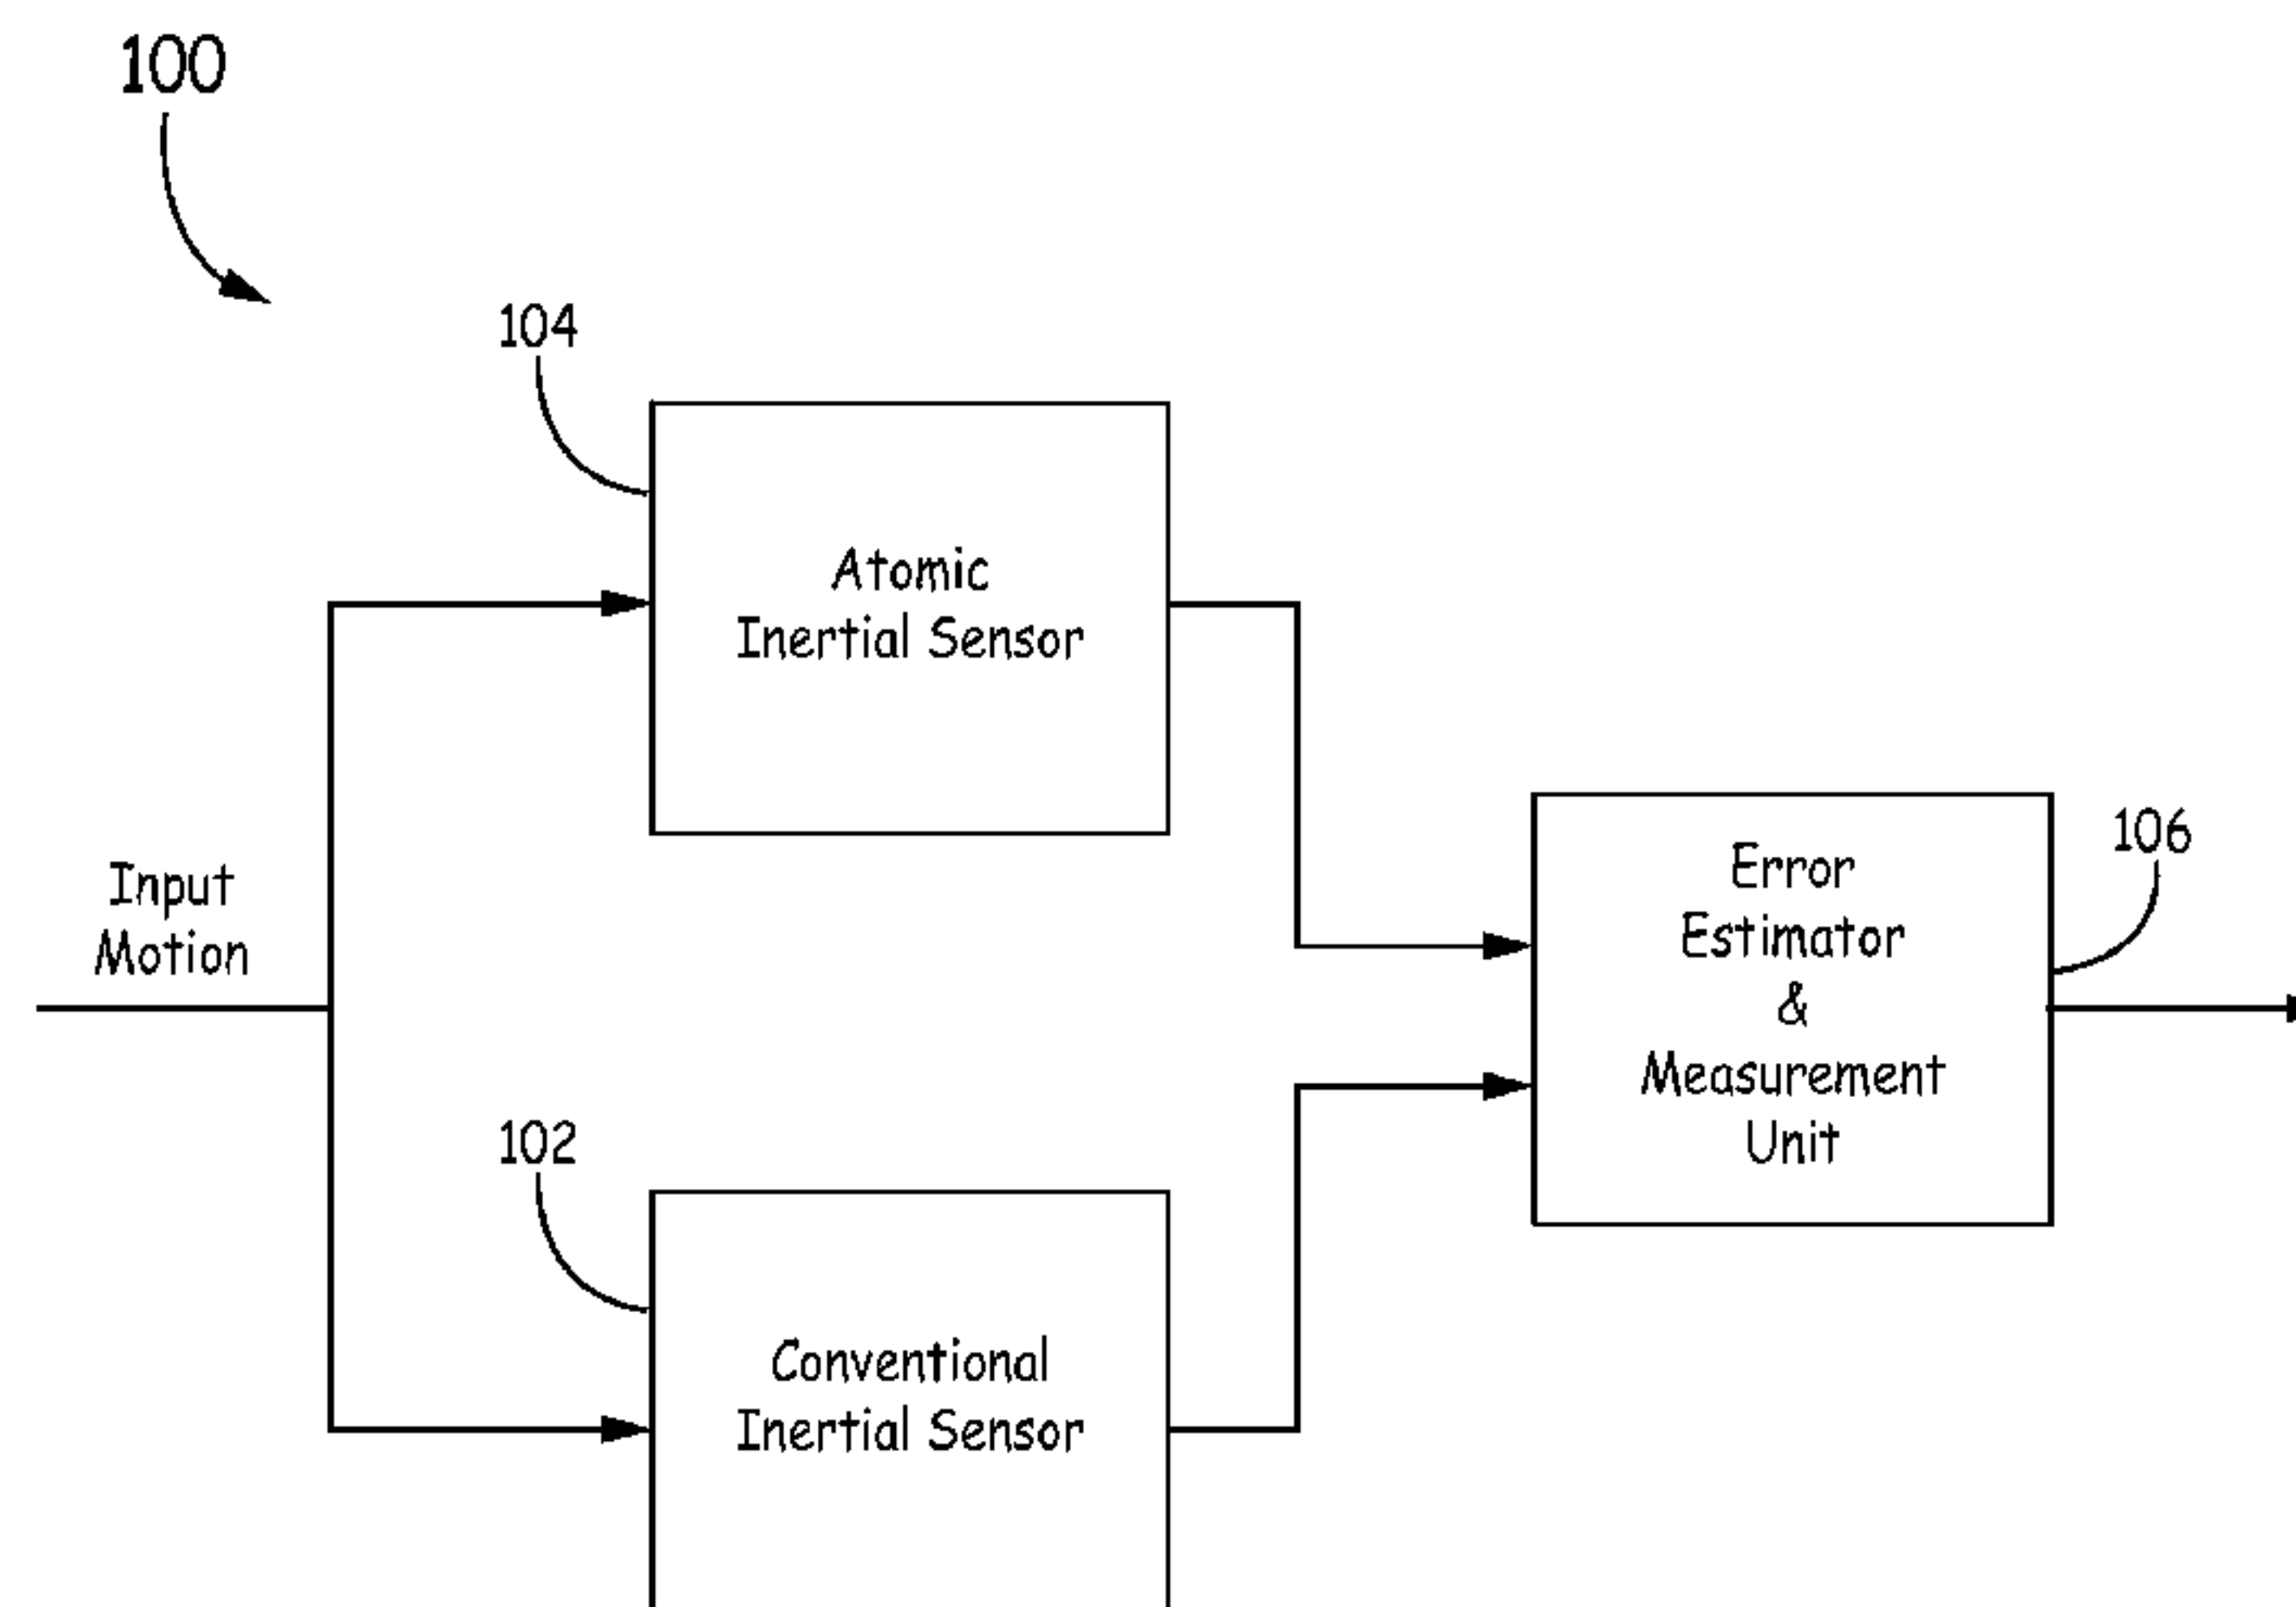 100
104
Atomic
Inertial Sensor
Input
Motion
106
Error
Estimator
&
Measurement
Unit
102
Conventional
Inertial Sensor